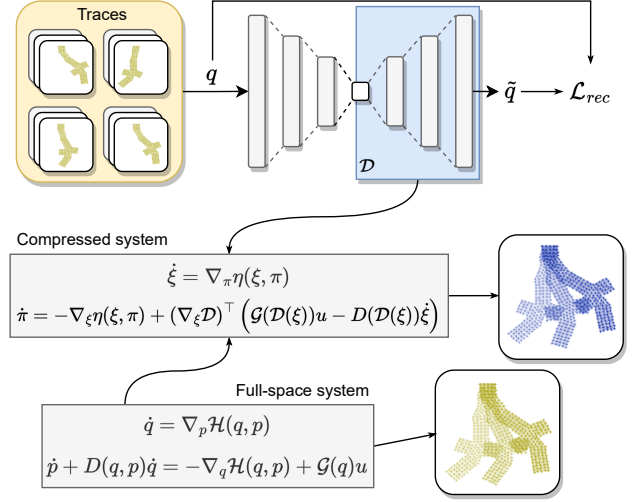 Traces
q
q̃
ℒ_rec
𝒟
Compressed system
ξ̇ = ∇_π η(ξ, π)
π̇ = −∇_ξ η(ξ, π) + (∇_ξ 𝒟)^⊤ (𝒢(𝒟(ξ))u − D(𝒟(ξ))ξ̇)
Full-space system
q̇ = ∇_p ℋ(q, p)
ṗ + D(q, p)q̇ = −∇_q ℋ(q, p) + 𝒢(q)u